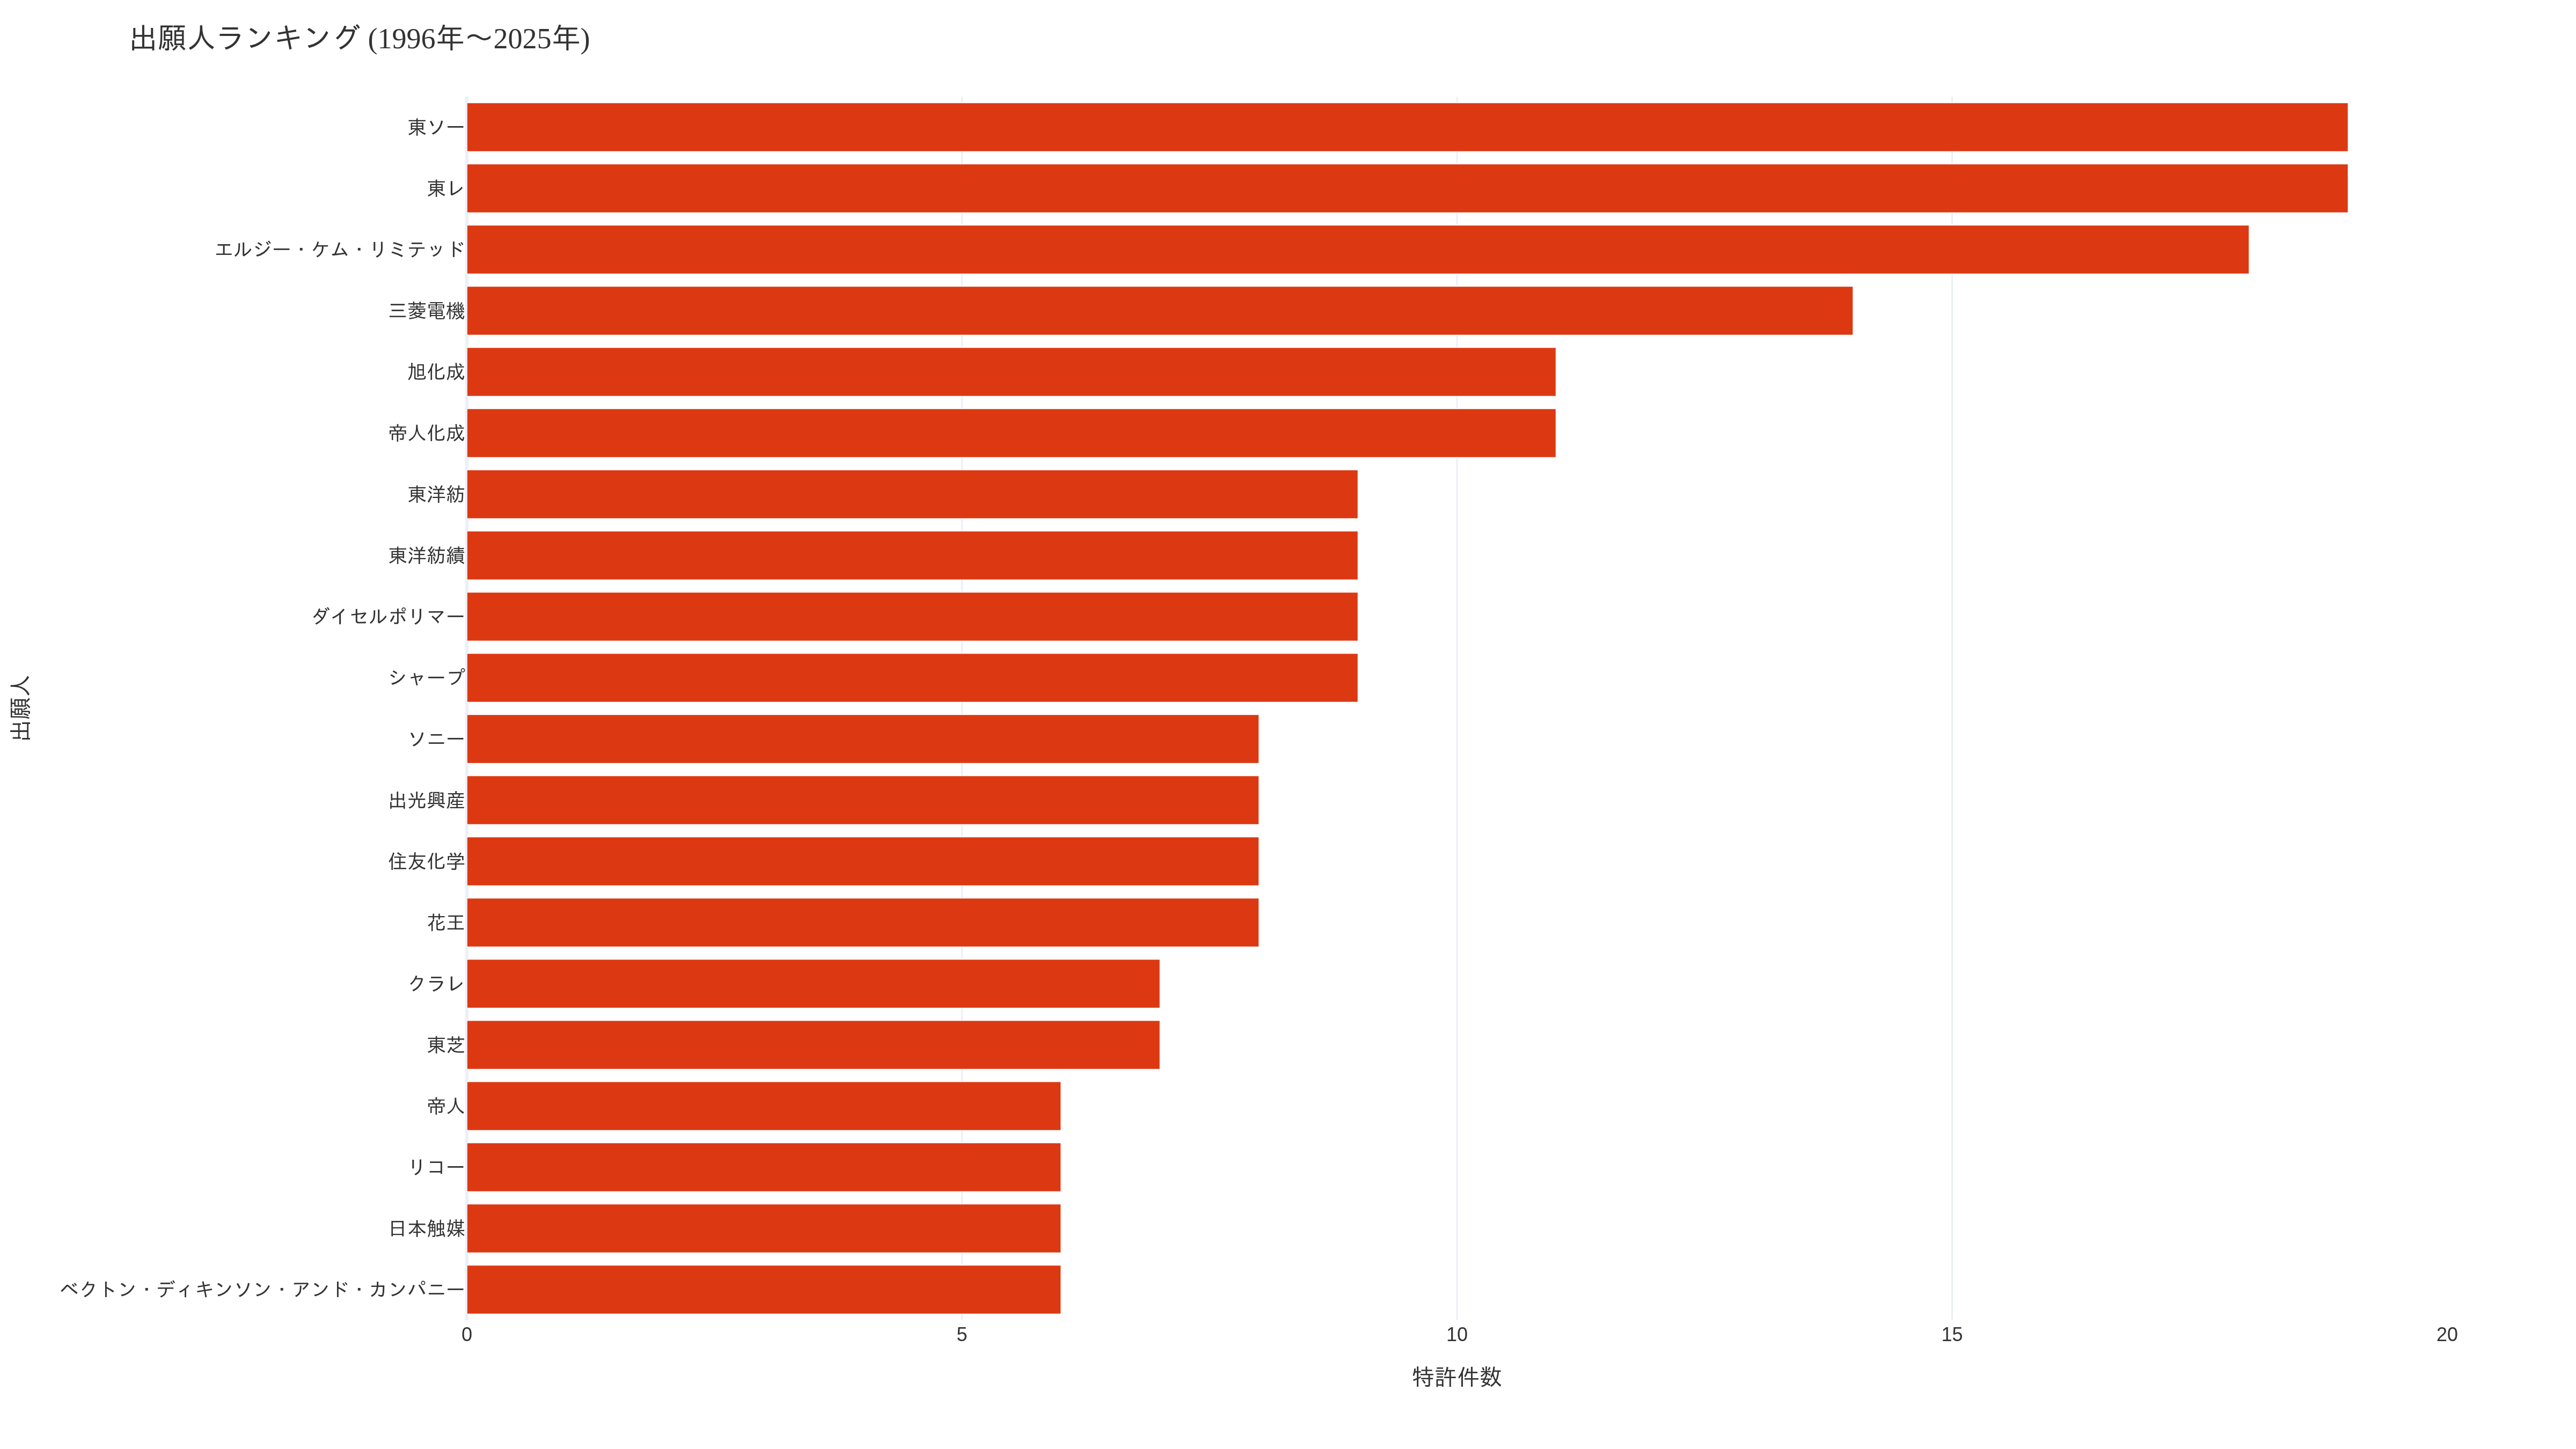 出願人ランキング (1996年～2025年)
出願人
東ソー
東レ
エルジー・ケム・リミテッド
三菱電機
旭化成
帝人化成
東洋紡
東洋紡績
ダイセルポリマー
シャープ
ソニー
出光興産
住友化学
花王
クラレ
東芝
帝人
リコー
日本触媒
ベクトン・ディキンソン・アンド・カンパニー
0 5 10 15 20
特許件数